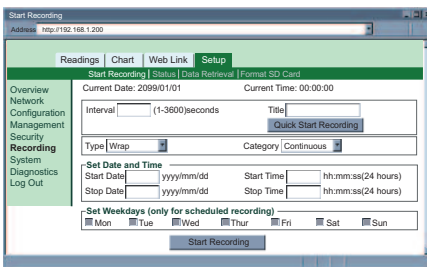 Start Recording
Address http://192.168.1.200
Readings Chart Web Link Setup
Start Recording | Status | Data Retrieval | Format SD Card
Overview
Network
Configuration
Management
Security
Recording
System
Diagnostics
Log Out
Current Date: 2099/01/01 Current Time: 00:00:00
Interval (1-3600)seconds Title
Quick Start Recording
Type Wrap Category Continuous
Set Date and Time
Start Date yyyy/mm/dd Start Time hh:mm:ss(24 hours)
Stop Date yyyy/mm/dd Stop Time hh:mm:ss(24 hours)
Set Weekdays (only for scheduled recording)
Mon Tue Wed Thur Fri Sat Sun
Start Recording